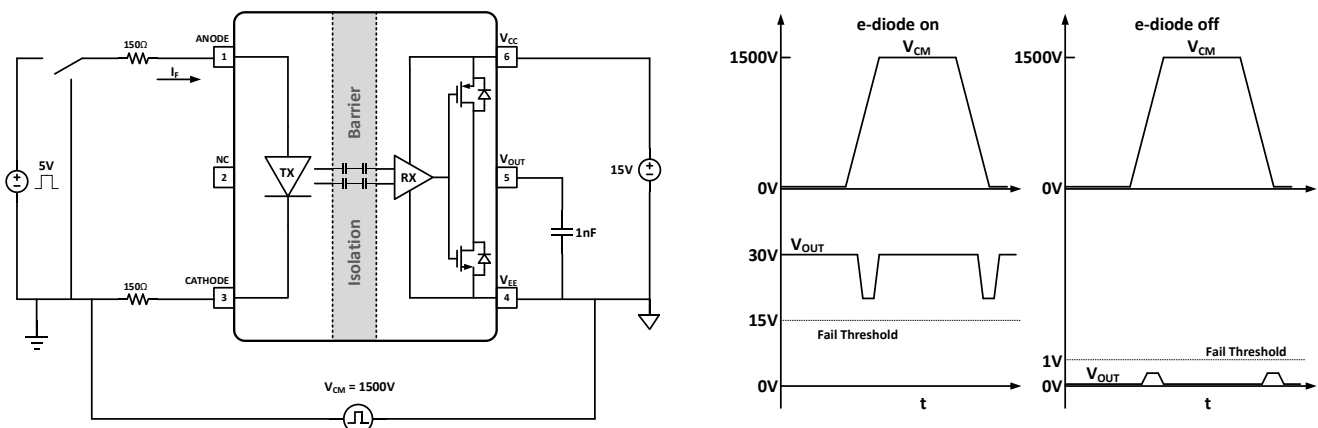 150Ω
ANODE
1
I_F
NC
2
5V
TX
Isolation Barrier
RX
V_CC
6
V_OUT
5
15V
1nF
150Ω
CATHODE
3
V_EE
4
V_CM = 1500V
e-diode on
V_CM
1500V
0V
30V
V_OUT
15V
Fail Threshold
0V
t
e-diode off
V_CM
1500V
0V
Fail Threshold
1V
V_OUT
0V
t